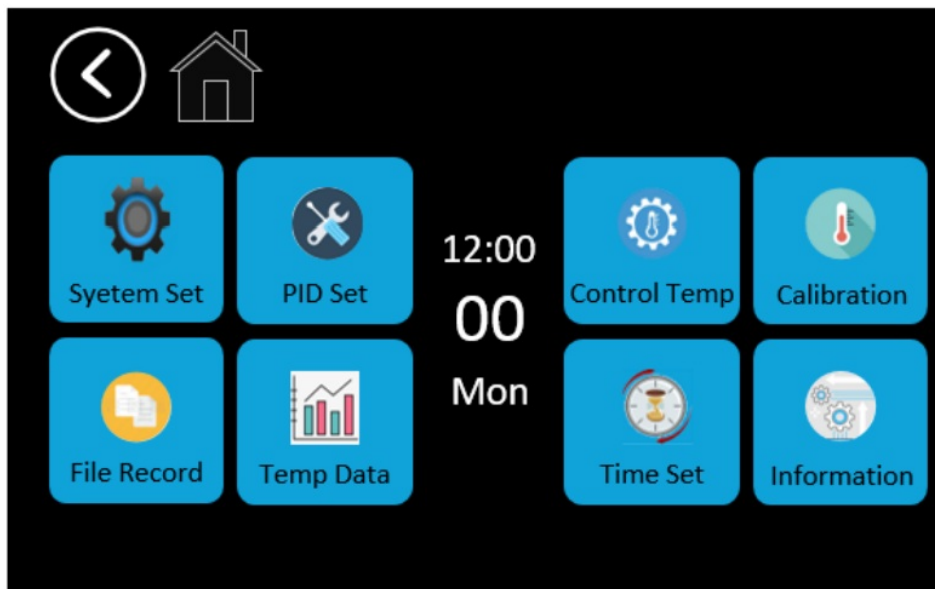 Syetem Set
PID Set
12:00
00
Mon
Control Temp
Calibration
File Record
Temp Data
Time Set
Information